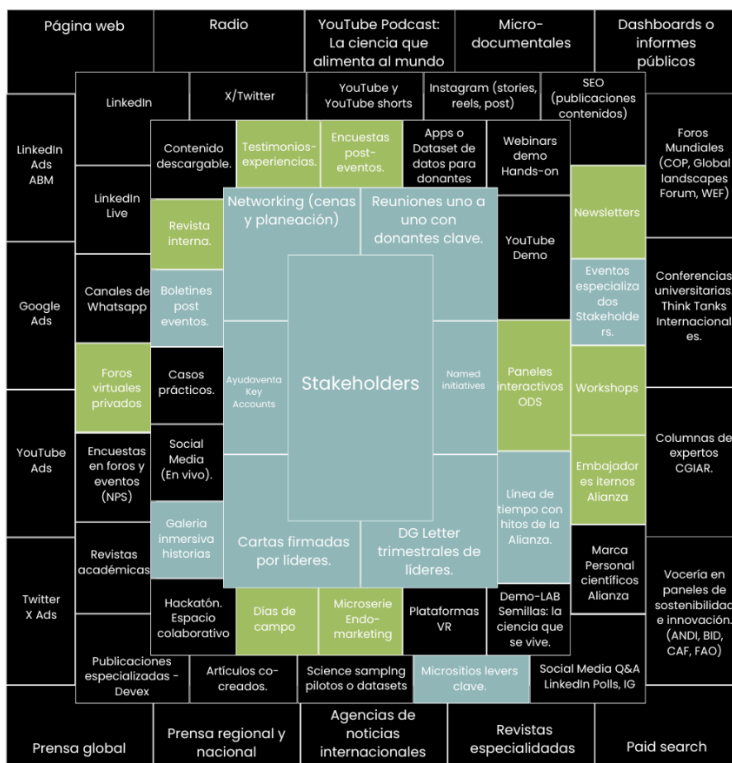 Página web
Radio
YouTube Podcast:
La ciencia que
alimenta al mundo
Micro-
documentales
Dashboards o
informes
públicos
LinkedIn
X/Twitter
YouTube y
YouTube shorts
Instagram (stories,
reels, post)
SEO
(publicaciones
contenidos)
LinkedIn
Ads
ABM
Contenido
descargable.
Testimonios-
experiencias.
Encuestas
post-
eventos.
Apps o
Dataset de
datos para
donantes
Webinars
demo
Hands-on
Foros
Mundiales
(COP, Global
landscapes
Forum, WEF)
LinkedIn
Live
Revista
interna.
Networking (cenas
y planeación)
Reuniones uno a
uno con
donantes clave.
YouTube
Demo
Newsletters
Google
Ads
Canales de
Whatsapp
Boletines
post
eventos.
Eventos
especializa
dos
Stakeholde
rs.
Conferencias
universitarias.
Think Tanks
Internacional
es.
Foros
virtuales
privados
Casos
prácticos.
Ayudaventa
Key
Accounts
Stakeholders
Named
initiatives
Paneles
interactivos
ODS
Workshops
YouTube
Ads
Encuestas
en foros y
eventos
(NPS)
Social
Media
(En vivo).
Embajador
es iternos
Alianza
Columnas de
expertos
CGIAR.
Revistas
académicas.
Galería
inmersiva
historias
Cartas firmadas
por líderes.
DG Letter
trimestrales de
líderes.
Línea de
tiempo con
hitos de la
Alianza.
Marca
Personal
científicos
Alianza
Twitter
X Ads
Hackatón.
Espacio
colaborativo
Días de
campo
Microserie
Endo-
marketing
Plataformas
VR
Demo-LAB
Semillas: la
ciencia que
se vive.
Vocería en
paneles de
sostenibilidad
e innovación.
(ANDI, BID,
CAF, FAO)
Publicaciones
especializadas -
Devex
Artículos co-
creados.
Science sampling
pilotos o datasets
Micrositios levers
clave.
Social Media Q&A
LinkedIn Polls, IG
Prensa global
Prensa regional y
nacional
Agencias de
noticias
internacionales
Revistas
especialidadas
Paid search